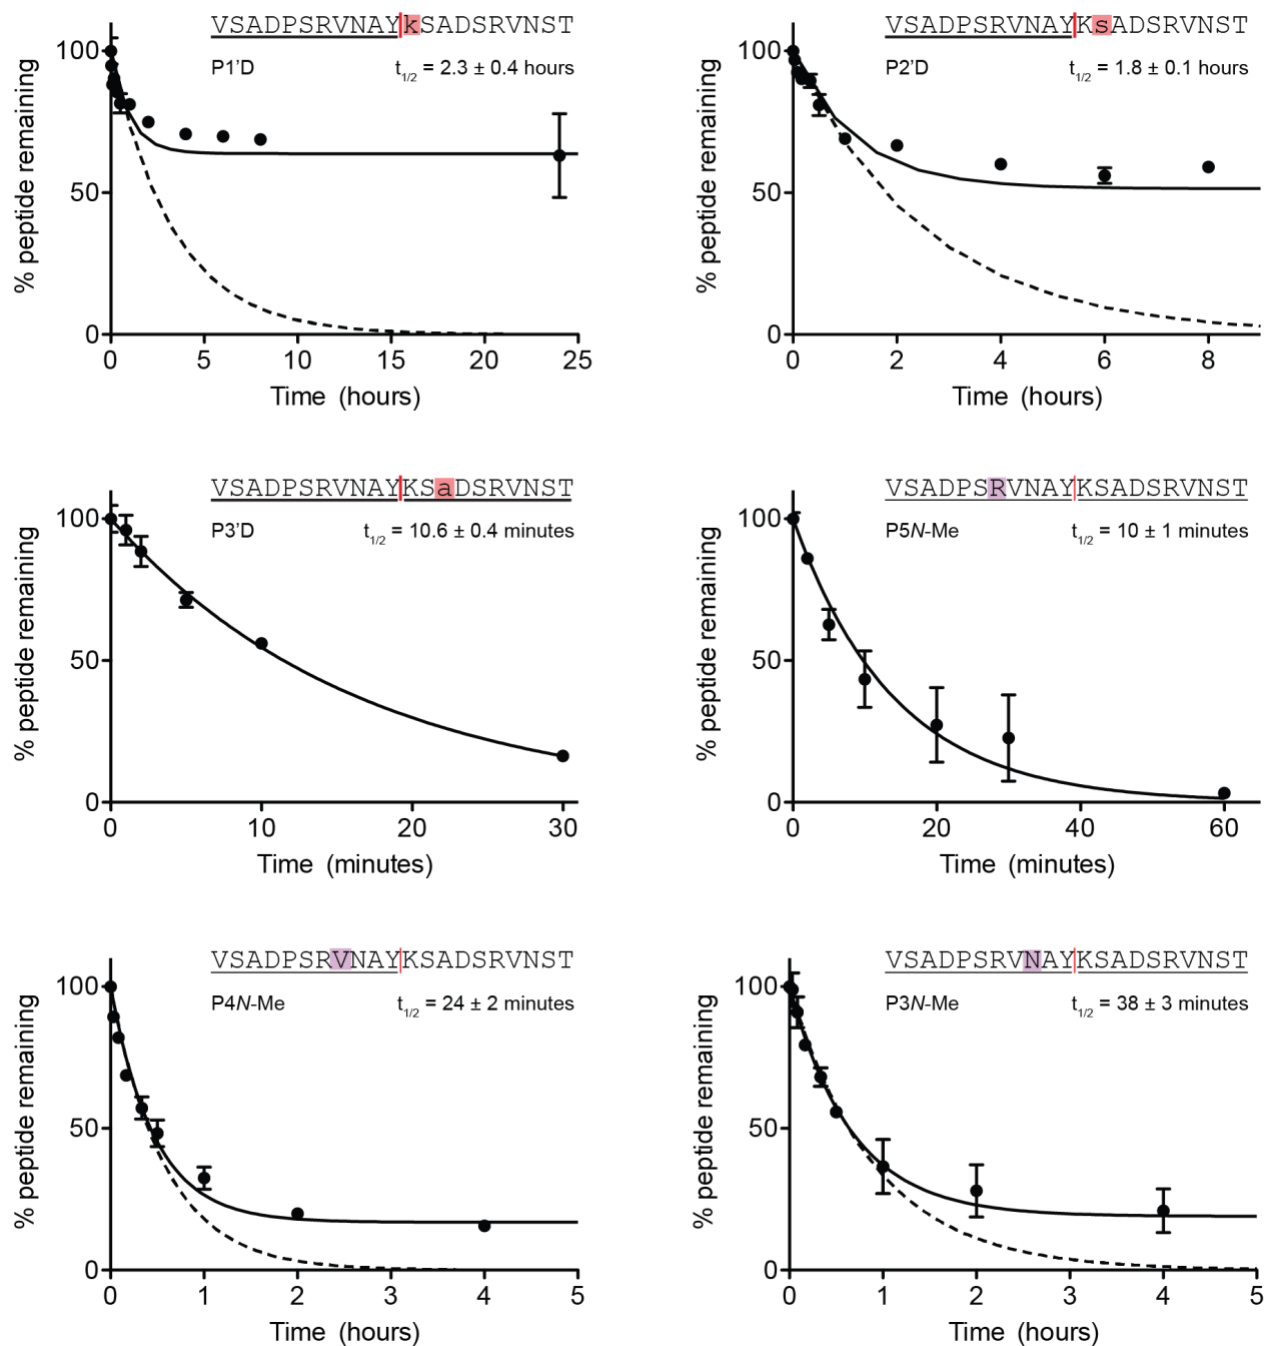 VSADPSRVNAYkSADSRVNST
P1'D t1/2 = 2.3 ± 0.4 hours
100
50
0
% peptide remaining
0 5 10 15 20 25
Time (hours)
VSADPSRVNAYKsADSRVNST
P2'D t1/2 = 1.8 ± 0.1 hours
100
50
0
% peptide remaining
0 2 4 6 8
Time (hours)
VSADPSRVNAYKSaDSRVNST
P3'D t1/2 = 10.6 ± 0.4 minutes
100
50
0
% peptide remaining
0 10 20 30
Time (minutes)
VSADPSRVNAYKSADSRVNST
P5N-Me t1/2 = 10 ± 1 minutes
100
50
0
% peptide remaining
0 20 40 60
Time (minutes)
VSADPSRVNAYKSADSRVNST
P4N-Me t1/2 = 24 ± 2 minutes
100
50
0
% peptide remaining
0 1 2 3 4 5
Time (hours)
VSADPSRVNAYKSADSRVNST
P3N-Me t1/2 = 38 ± 3 minutes
100
50
0
% peptide remaining
0 1 2 3 4 5
Time (hours)